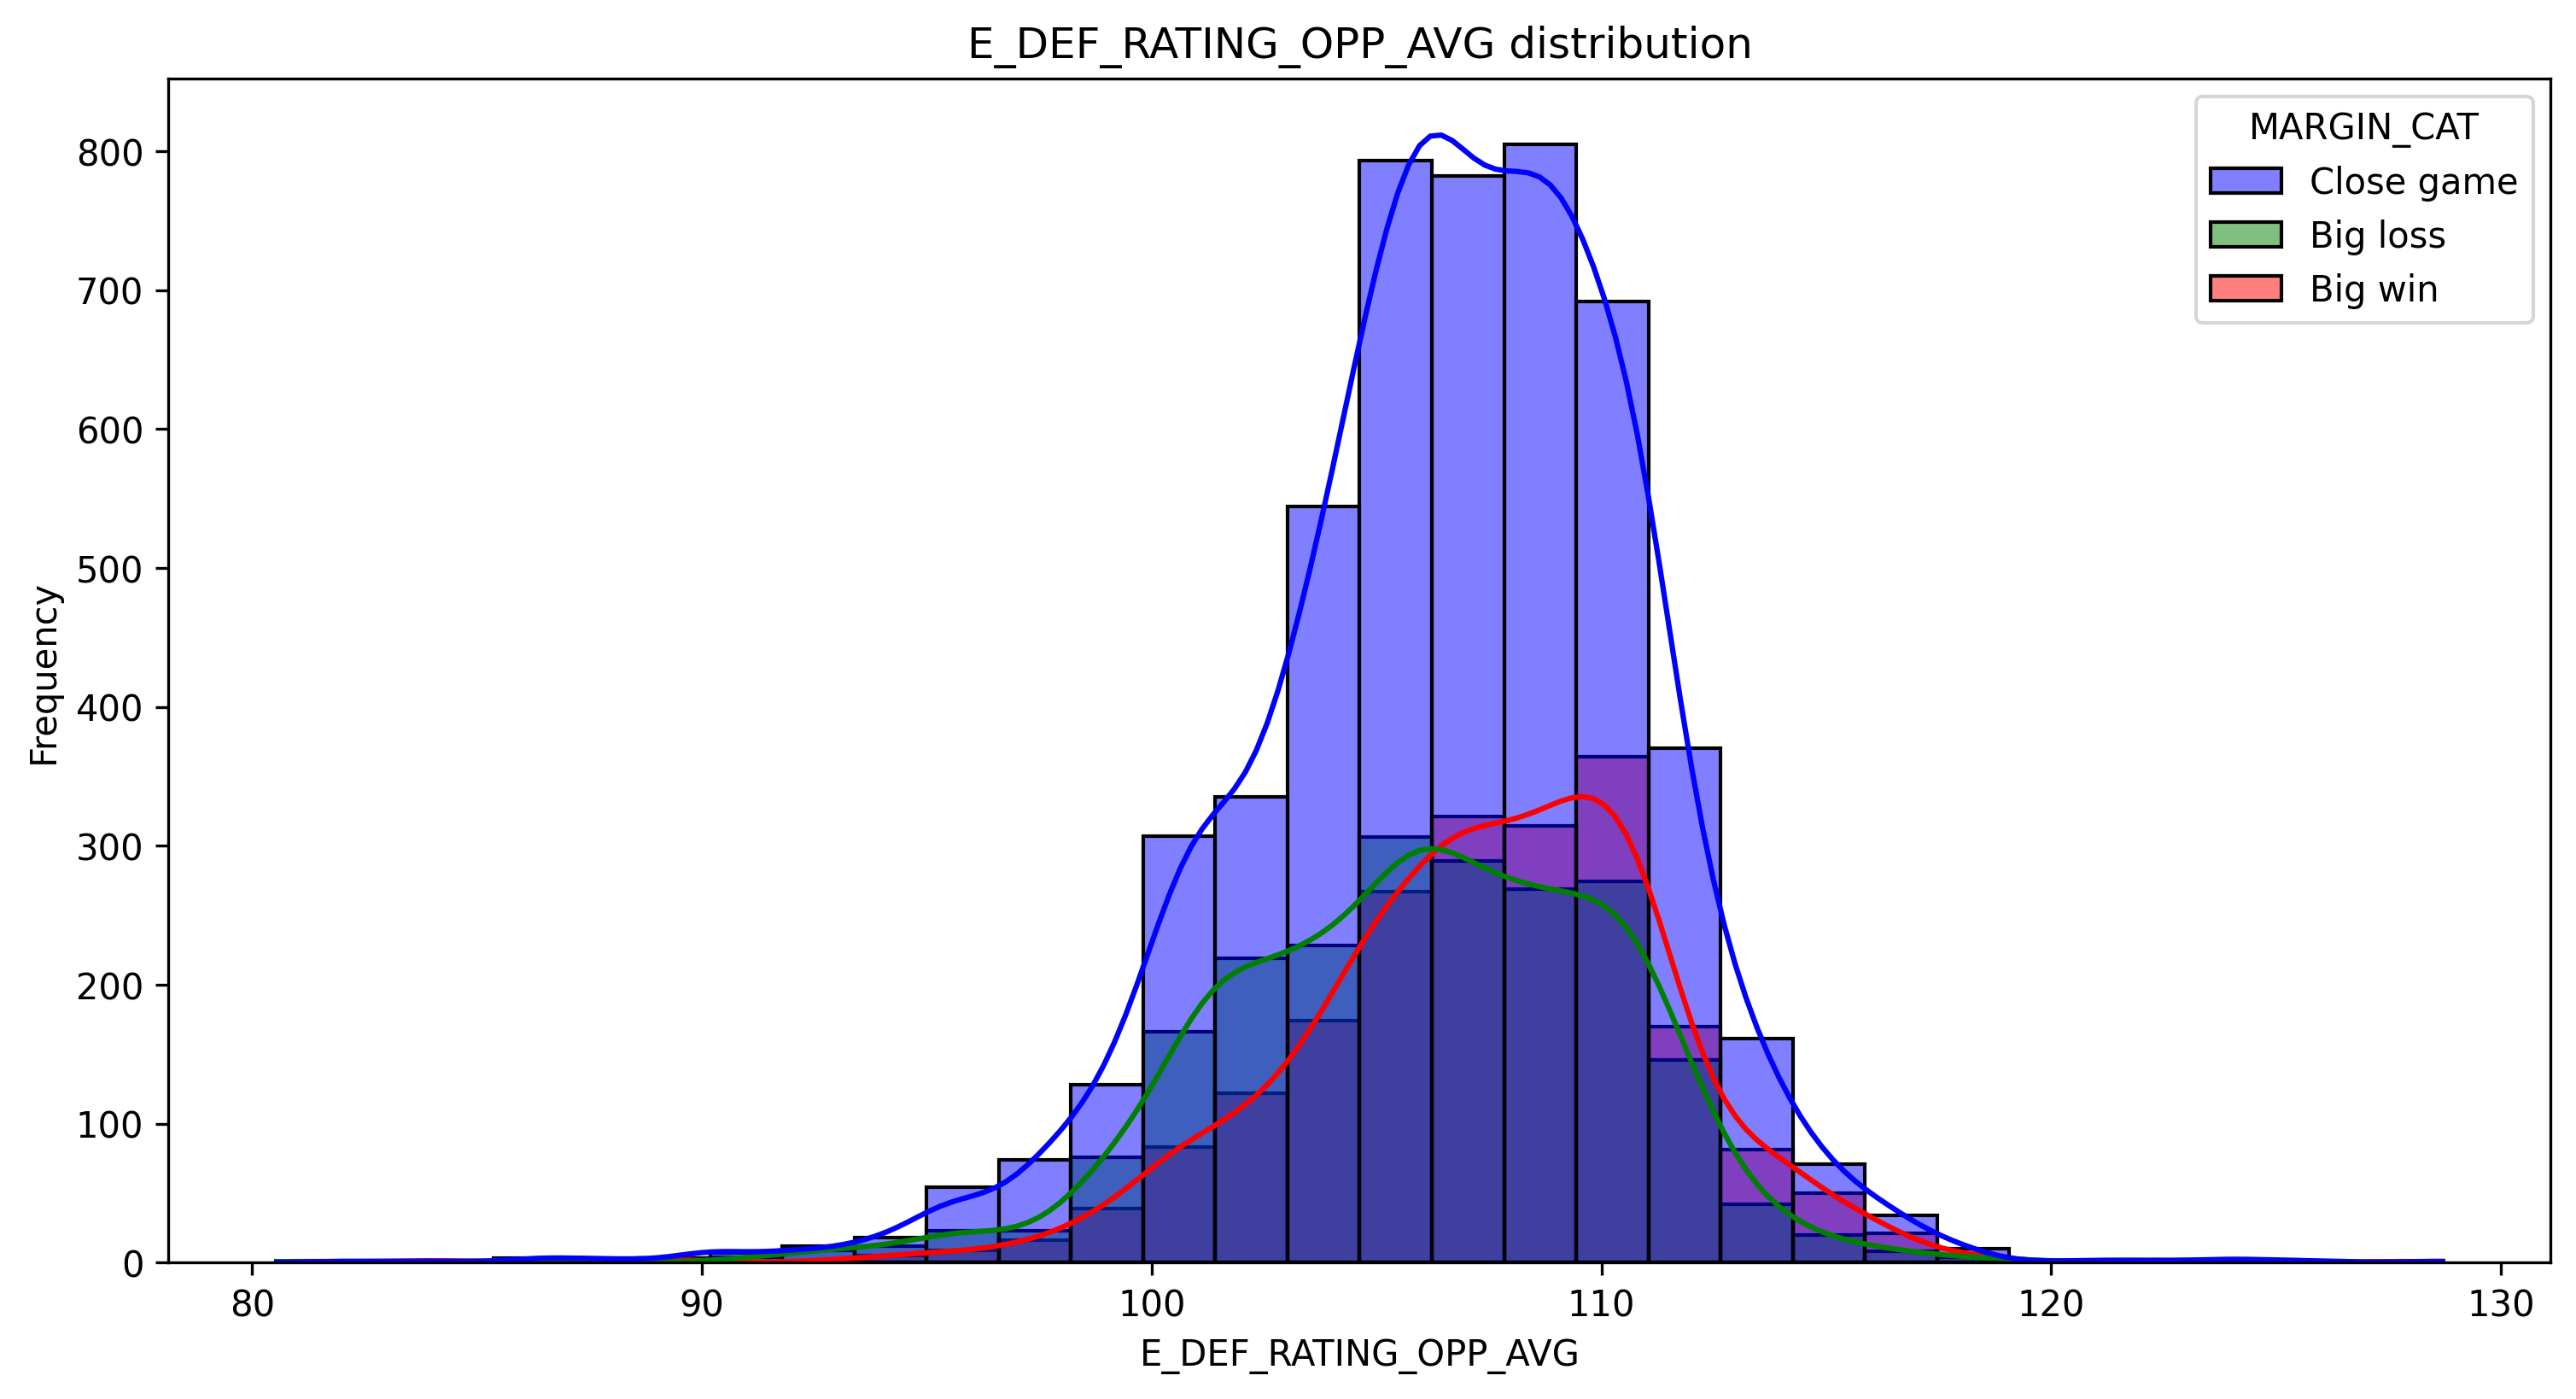 E_DEF_RATING_OPP_AVG distribution
MARGIN_CAT
Close game
Big loss
Big win
Frequency
800
700
600
500
400
300
200
100
0
80 90 100 110 120 130
E_DEF_RATING_OPP_AVG